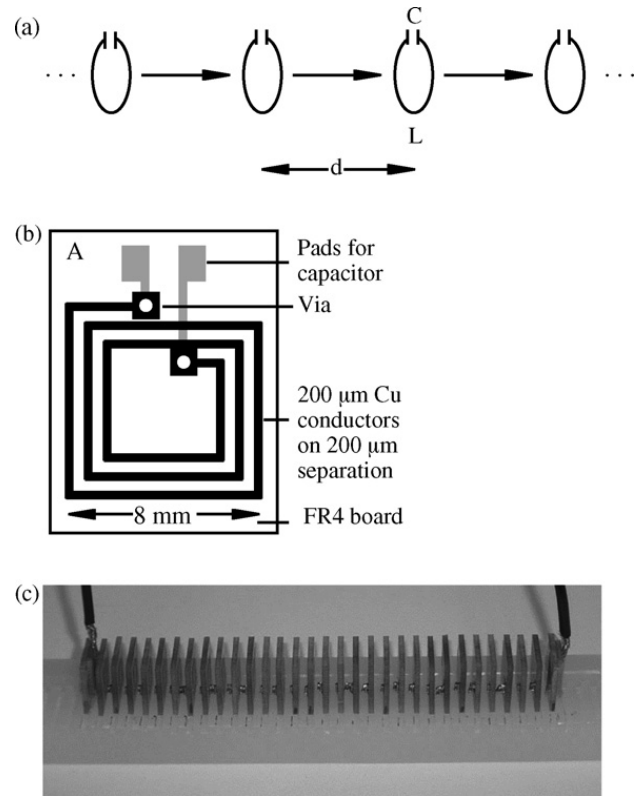 (a)
C
L
d
(b)
A
Pads for
capacitor
Via
200 µm Cu
conductors
on 200 µm
separation
8 mm
FR4 board
(c)